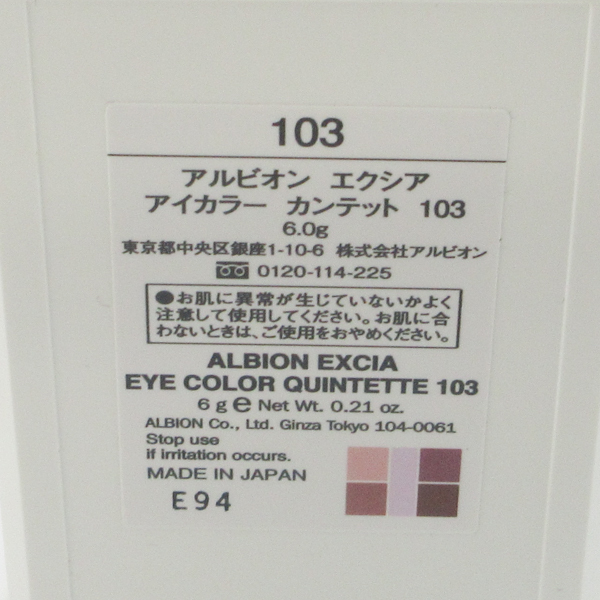 103
アルビオン エクシア
アイカラー カンテット 103
6.0g
東京都中央区銀座1-10-6 株式会社アルビオン
0120-114-225
●お肌に異常が生じていないかよく
注意して使用してください。お肌に合
わないときは、ご使用をおやめください。
ALBION EXCIA
EYE COLOR QUINTETTE 103
6 g e Net Wt. 0.21 oz.
ALBION Co., Ltd. Ginza Tokyo 104-0061
Stop use
if irritation occurs.
MADE IN JAPAN
E94